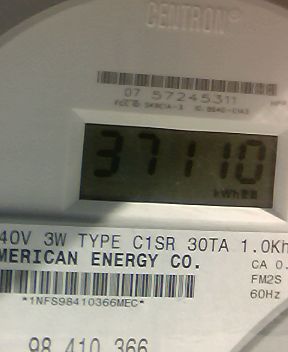 CENTRON
07 57245311
37110
kWh
40V 3W TYPE C1SR 30TA 1.0Kh
MERICAN ENERGY CO.
CA 0.
FM2S
60Hz
*1NFS98410366MEC*
98 410 366